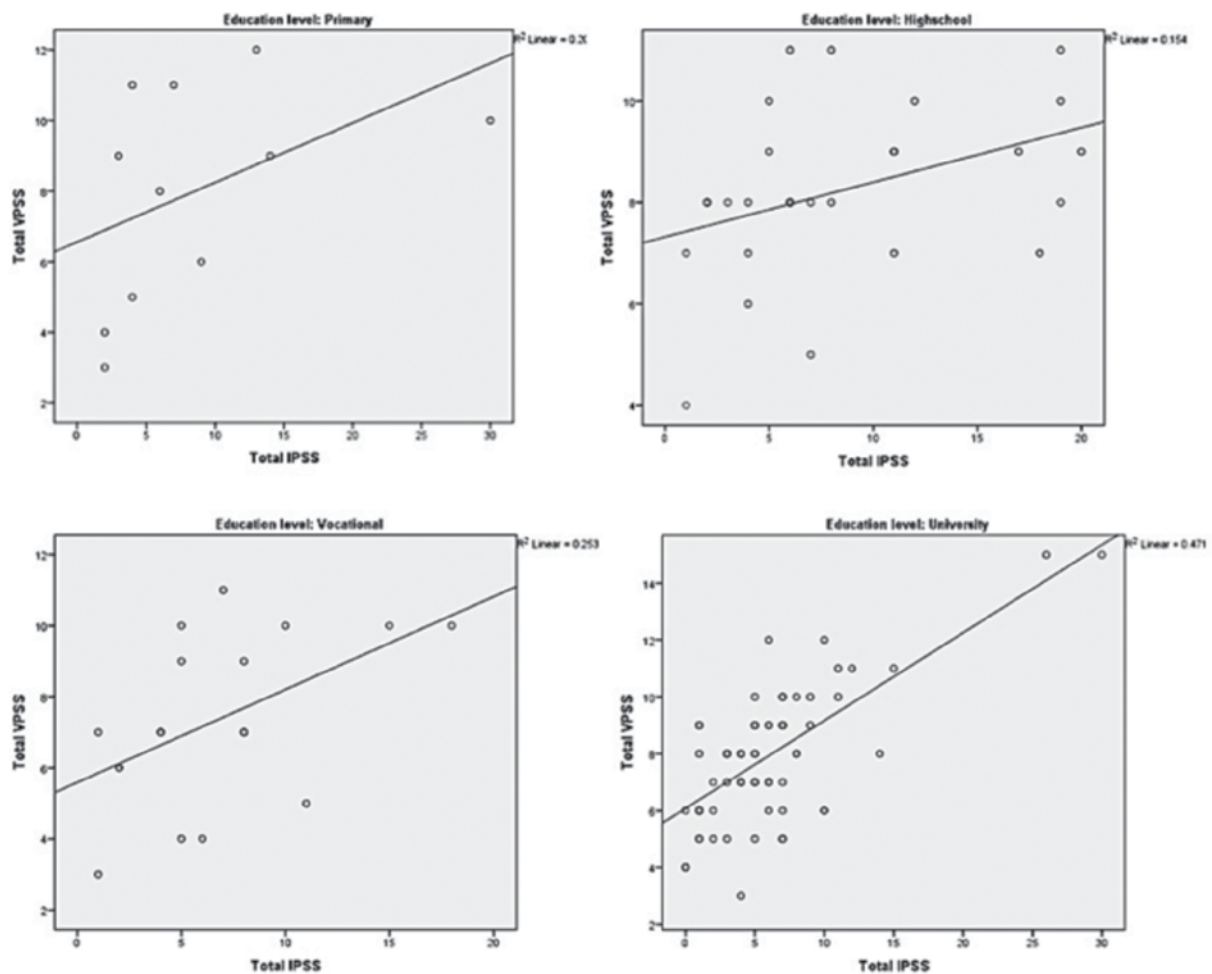 Education level: Primary
R² Linear = 0.20
12
10
8
6
4
2
Total VPSS
0 5 10 15 20 25 30
Total IPSS
Education level: Highschool
R² Linear = 0.154
10
8
6
4
Total VPSS
0 5 10 15 20
Total IPSS
Education level: Vocational
R² Linear = 0.253
12
10
8
6
4
2
Total VPSS
0 5 10 15 20
Total IPSS
Education level: University
R² Linear = 0.471
14
12
10
8
6
4
2
Total VPSS
0 5 10 15 20 25 30
Total IPSS